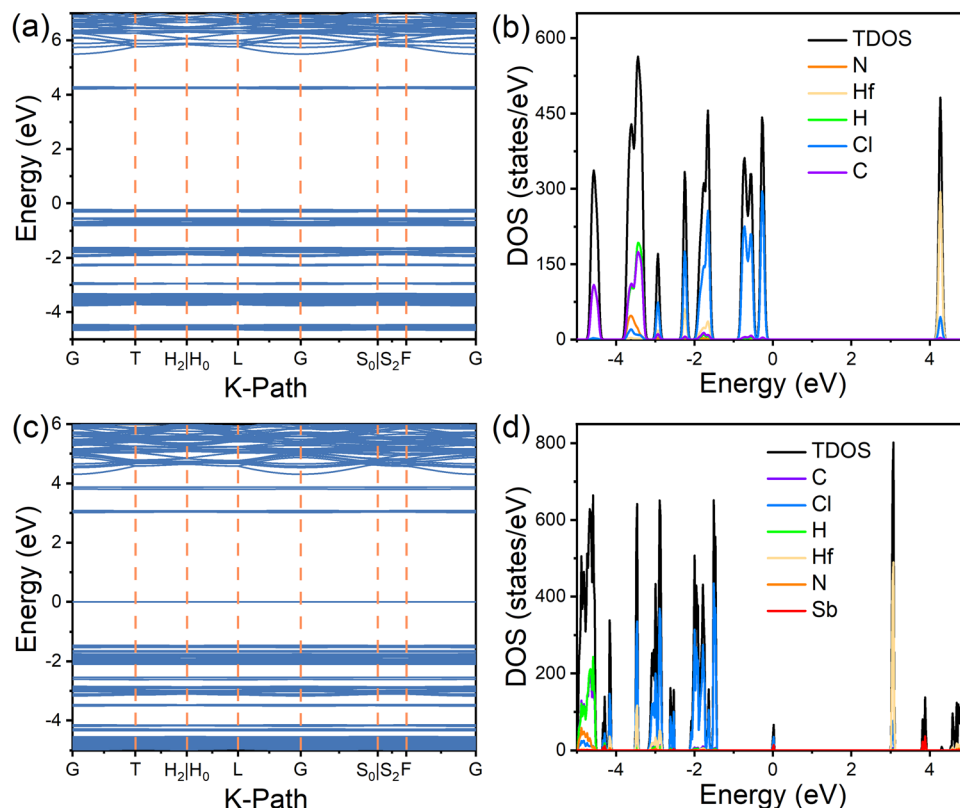 (a)
Energy (eV)
6
4
2
0
-2
-4
G T H₂|H₀ L G S₀|S₂F G
K-Path
(b)
DOS (states/eV)
600
450
300
150
0
TDOS
N
Hf
H
Cl
C
-4 -2 0 2 4
Energy (eV)
(c)
Energy (eV)
6
4
2
0
-2
-4
G T H₂|H₀ L G S₀|S₂F G
K-Path
(d)
DOS (states/eV)
800
600
400
200
0
TDOS
C
Cl
H
Hf
N
Sb
-4 -2 0 2 4
Energy (eV)